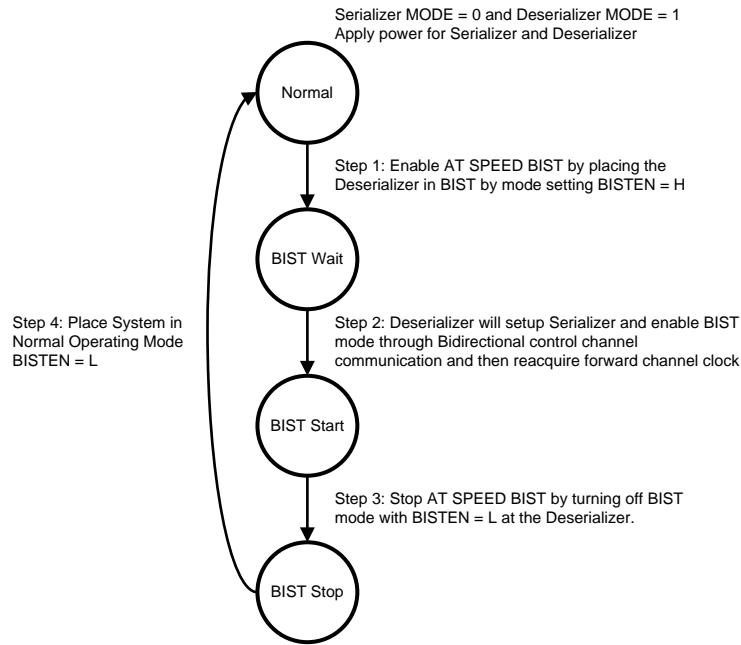 Serializer MODE = 0 and Deserializer MODE = 1
Apply power for Serializer and Deserializer
Normal
Step 1: Enable AT SPEED BIST by placing the
Deserializer in BIST by mode setting BISTEN = H
BIST Wait
Step 4: Place System in
Normal Operating Mode
BISTEN = L
Step 2: Deserializer will setup Serializer and enable BIST
mode through Bidirectional control channel
communication and then reacquire forward channel clock
BIST Start
Step 3: Stop AT SPEED BIST by turning off BIST
mode with BISTEN = L at the Deserializer.
BIST Stop